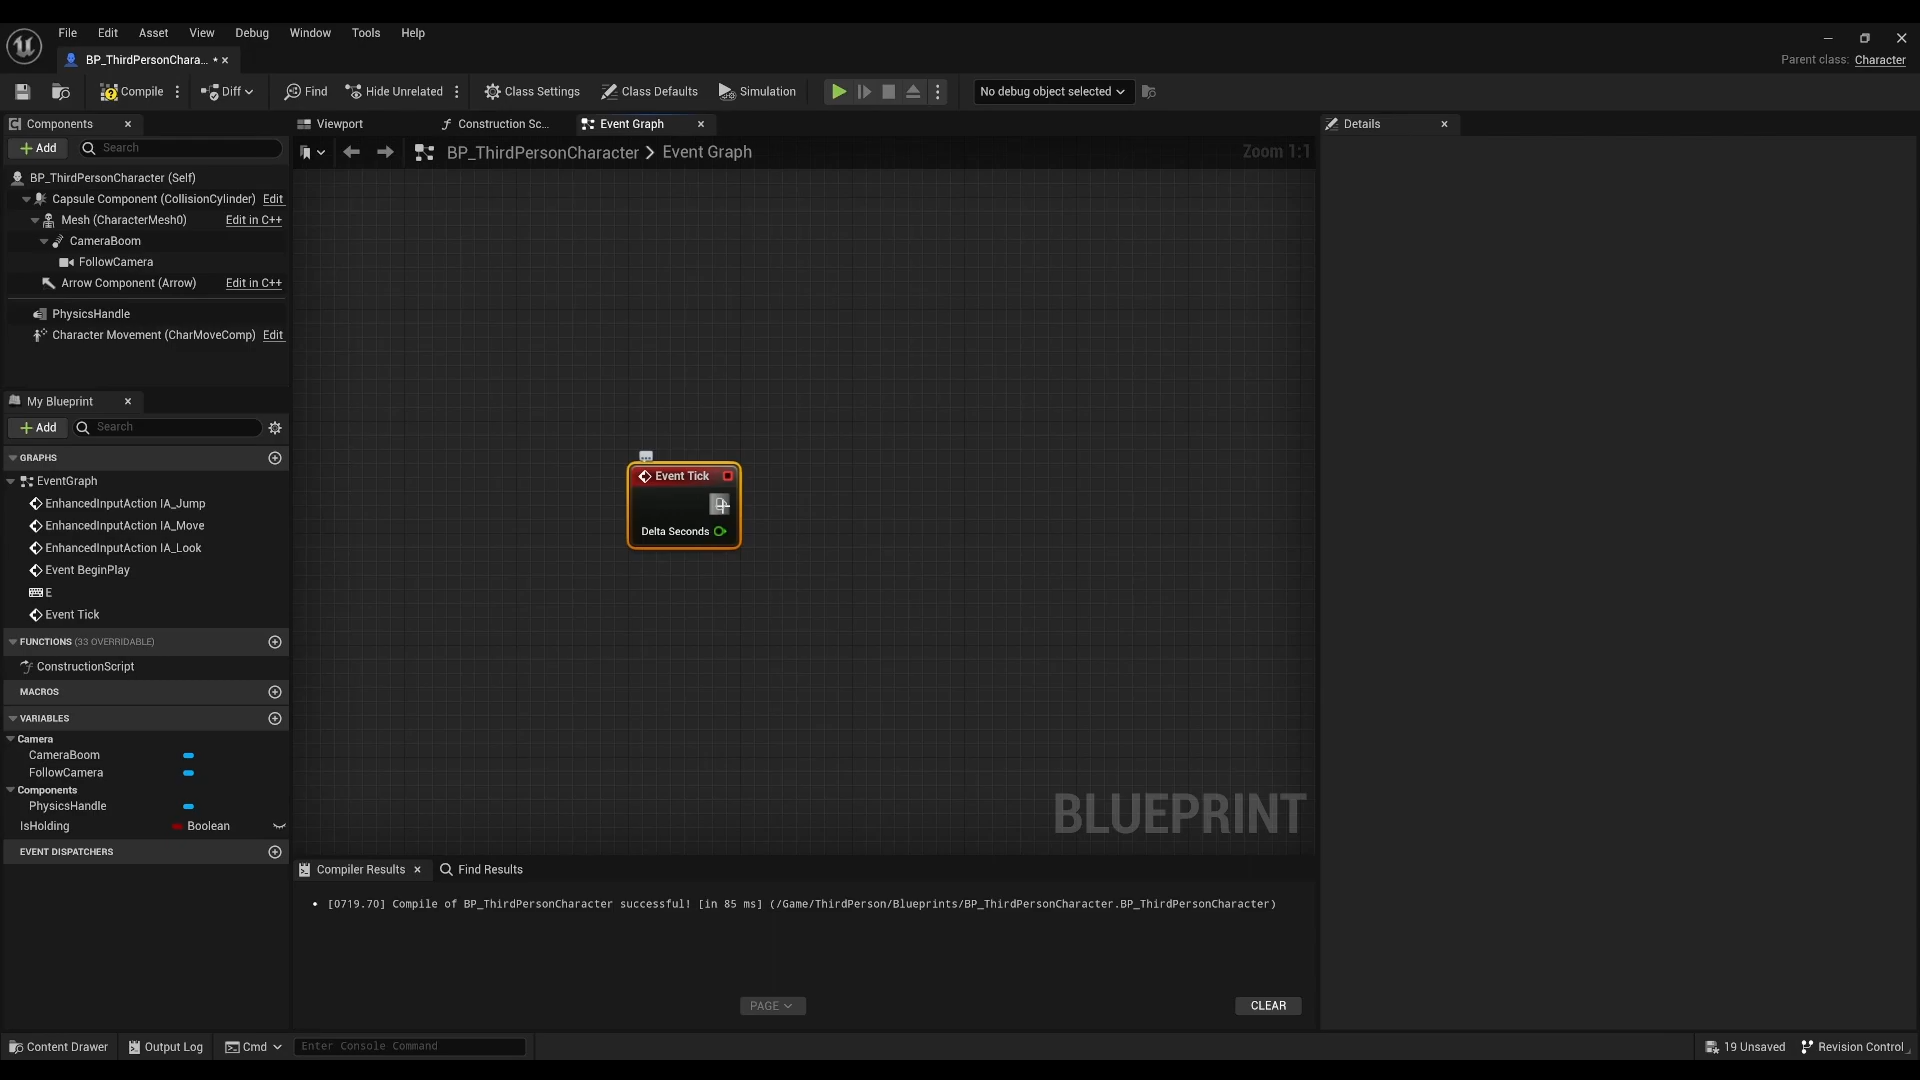 File Edit Asset View Debug Window Tools Help
BP_ThirdPersonChara... •
Parent class: Character
Compile Diff Find Hide Unrelated Class Settings Class Defaults Simulation No debug object selected
Components
Viewport
Construction Sc...
Event Graph
Details
Add Search
BP_ThirdPersonCharacter > Event Graph
Zoom 1:1
BP_ThirdPersonCharacter (Self)
Capsule Component (CollisionCylinder) Edit
Mesh (CharacterMesh0) Edit in C++
CameraBoom
FollowCamera
Arrow Component (Arrow) Edit in C++
PhysicsHandle
Character Movement (CharMoveComp) Edit
My Blueprint
Add Search
GRAPHS
EventGraph
EnhancedInputAction IA_Jump
EnhancedInputAction IA_Move
EnhancedInputAction IA_Look
Event BeginPlay
E
Event Tick
FUNCTIONS (33 OVERRIDABLE)
ConstructionScript
MACROS
VARIABLES
Camera
CameraBoom
FollowCamera
Components
PhysicsHandle
IsHolding Boolean
EVENT DISPATCHERS
Event Tick
Delta Seconds
BLUEPRINT
Compiler Results
Find Results
• [0719.70] Compile of BP_ThirdPersonCharacter successful! [in 85 ms] (/Game/ThirdPerson/Blueprints/BP_ThirdPersonCharacter.BP_ThirdPersonCharacter)
PAGE
CLEAR
Content Drawer Output Log Cmd Enter Console Command 19 Unsaved Revision Control